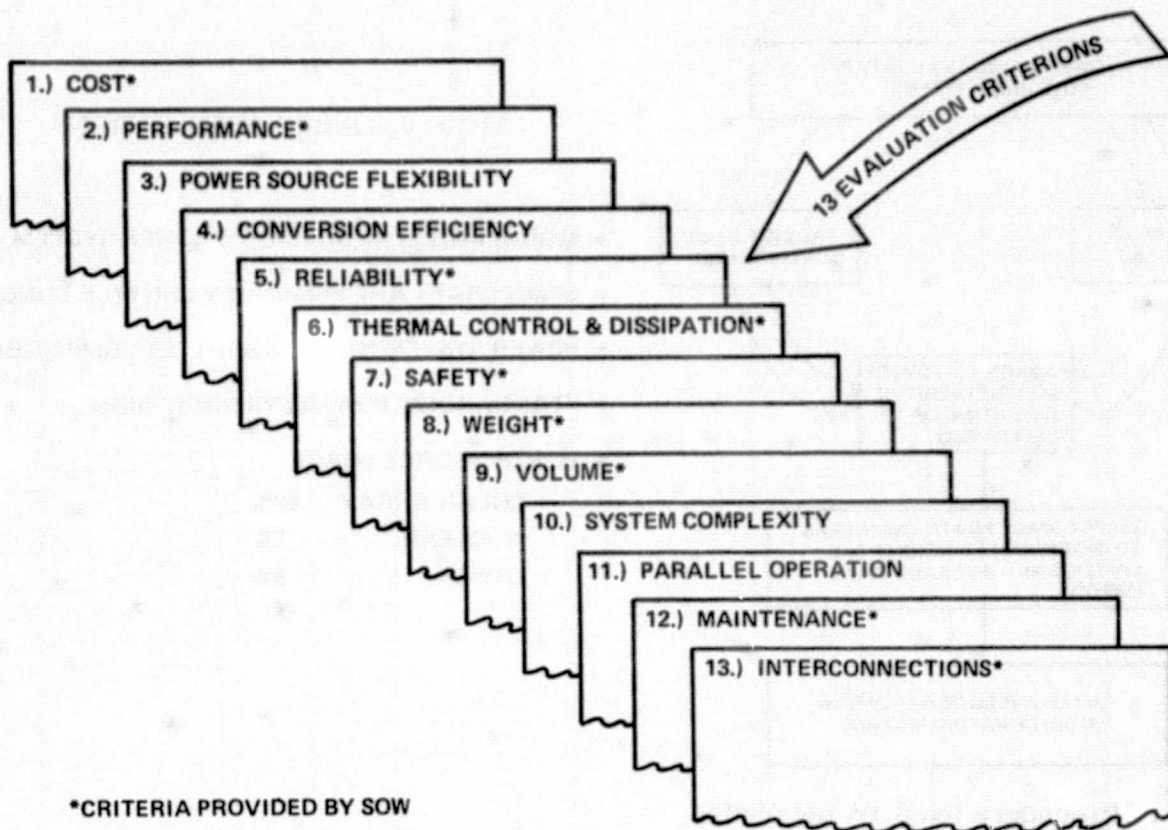 1.) COST*
2.) PERFORMANCE*
3.) POWER SOURCE FLEXIBILITY
4.) CONVERSION EFFICIENCY
5.) RELIABILITY*
6.) THERMAL CONTROL & DISSIPATION*
7.) SAFETY*
8.) WEIGHT*
9.) VOLUME*
10.) SYSTEM COMPLEXITY
11.) PARALLEL OPERATION
12.) MAINTENANCE*
13.) INTERCONNECTIONS*
13 EVALUATION CRITERIONS
*CRITERIA PROVIDED BY SOW